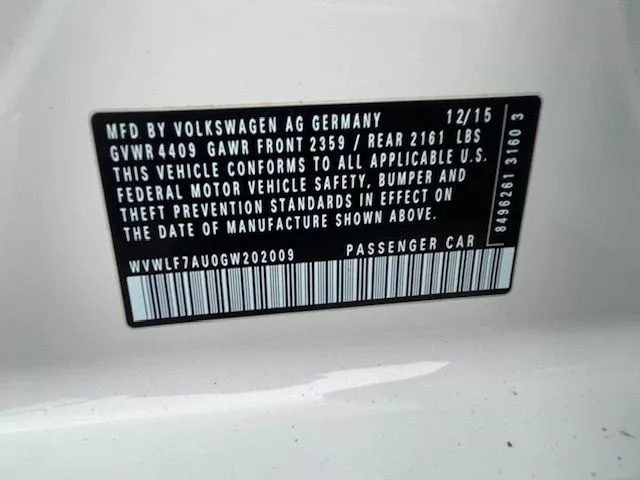 MFD BY VOLKSWAGEN AG GERMANY 12/15
GVWR 4409 GAWR FRONT 2359 / REAR 2161 LBS
THIS VEHICLE CONFORMS TO ALL APPLICABLE U.S.
FEDERAL MOTOR VEHICLE SAFETY, BUMPER AND
THEFT PREVENTION STANDARDS IN EFFECT ON
THE DATE OF MANUFACTURE SHOWN ABOVE.
WVWLF7AU0GW202009 PASSENGER CAR
8496261 3160 3